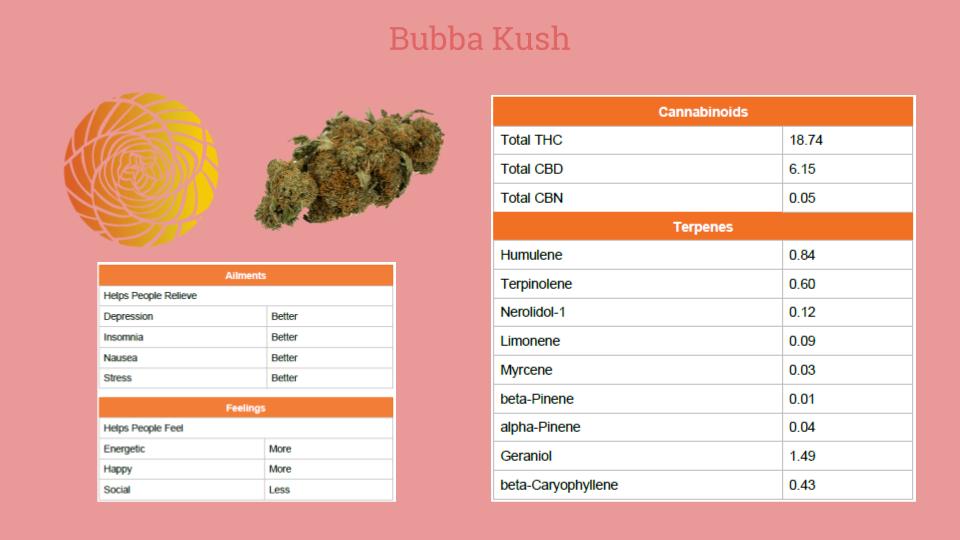 Bubba Kush
Ailments
Helps People Relieve
Depression Better
Insomnia Better
Nausea Better
Stress Better
Feelings
Helps People Feel
Energetic More
Happy More
Social Less
Cannabinoids
Total THC 18.74
Total CBD 6.15
Total CBN 0.05
Terpenes
Humulene 0.84
Terpinolene 0.60
Nerolidol-1 0.12
Limonene 0.09
Myrcene 0.03
beta-Pinene 0.01
alpha-Pinene 0.04
Geraniol 1.49
beta-Caryophyllene 0.43